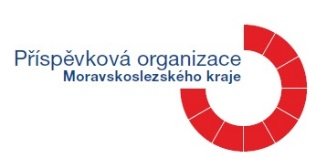 Příspěvková organizace
Moravskoslezského kraje